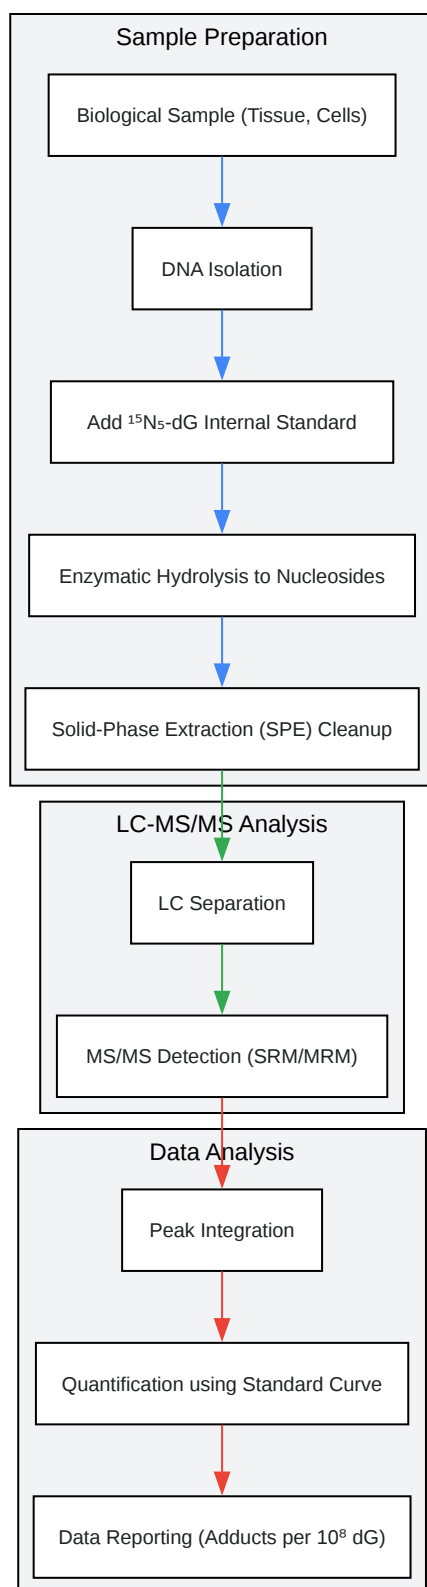 Sample Preparation
Biological Sample (Tissue, Cells)
DNA Isolation
Add ¹⁵N₅-dG Internal Standard
Enzymatic Hydrolysis to Nucleosides
Solid-Phase Extraction (SPE) Cleanup
LC-MS/MS Analysis
LC Separation
MS/MS Detection (SRM/MRM)
Data Analysis
Peak Integration
Quantification using Standard Curve
Data Reporting (Adducts per 10⁸ dG)